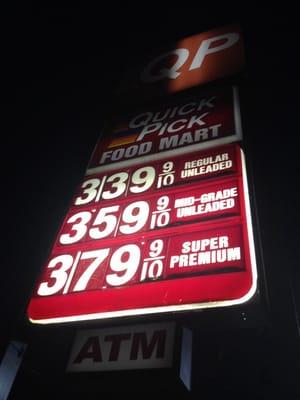 QP
QUICK
PICK
FOOD MART
3/39 9/10 REGULAR UNLEADED
3/59 9/10 MID-GRADE UNLEADED
3/79 9/10 SUPER PREMIUM
ATM